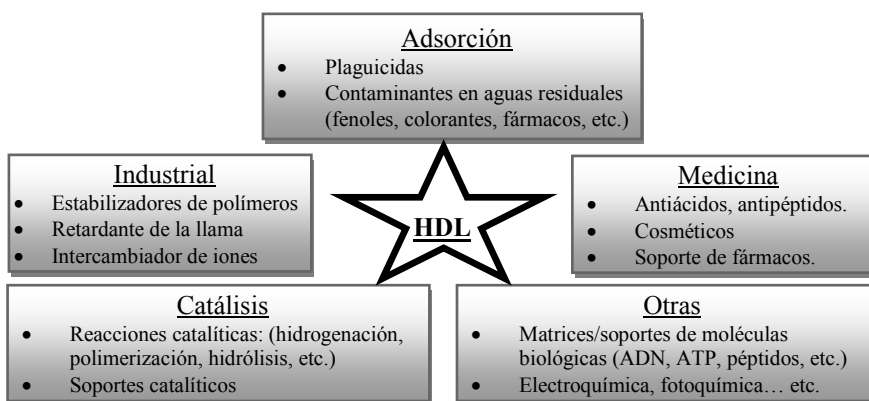 Adsorción
• Plaguicidas
• Contaminantes en aguas residuales
(fenoles, colorantes, fármacos, etc.)
Industrial
• Estabilizadores de polímeros
• Retardante de la llama
• Intercambiador de iones
HDL
Medicina
• Antiácidos, antipéptidos.
• Cosméticos
• Soporte de fármacos.
Catálisis
• Reacciones catalíticas: (hidrogenación,
polimerización, hidrólisis, etc.)
• Soportes catalíticos
Otras
• Matrices/soportes de moléculas
biológicas (ADN, ATP, péptidos, etc.)
• Electroquímica, fotoquímica… etc.